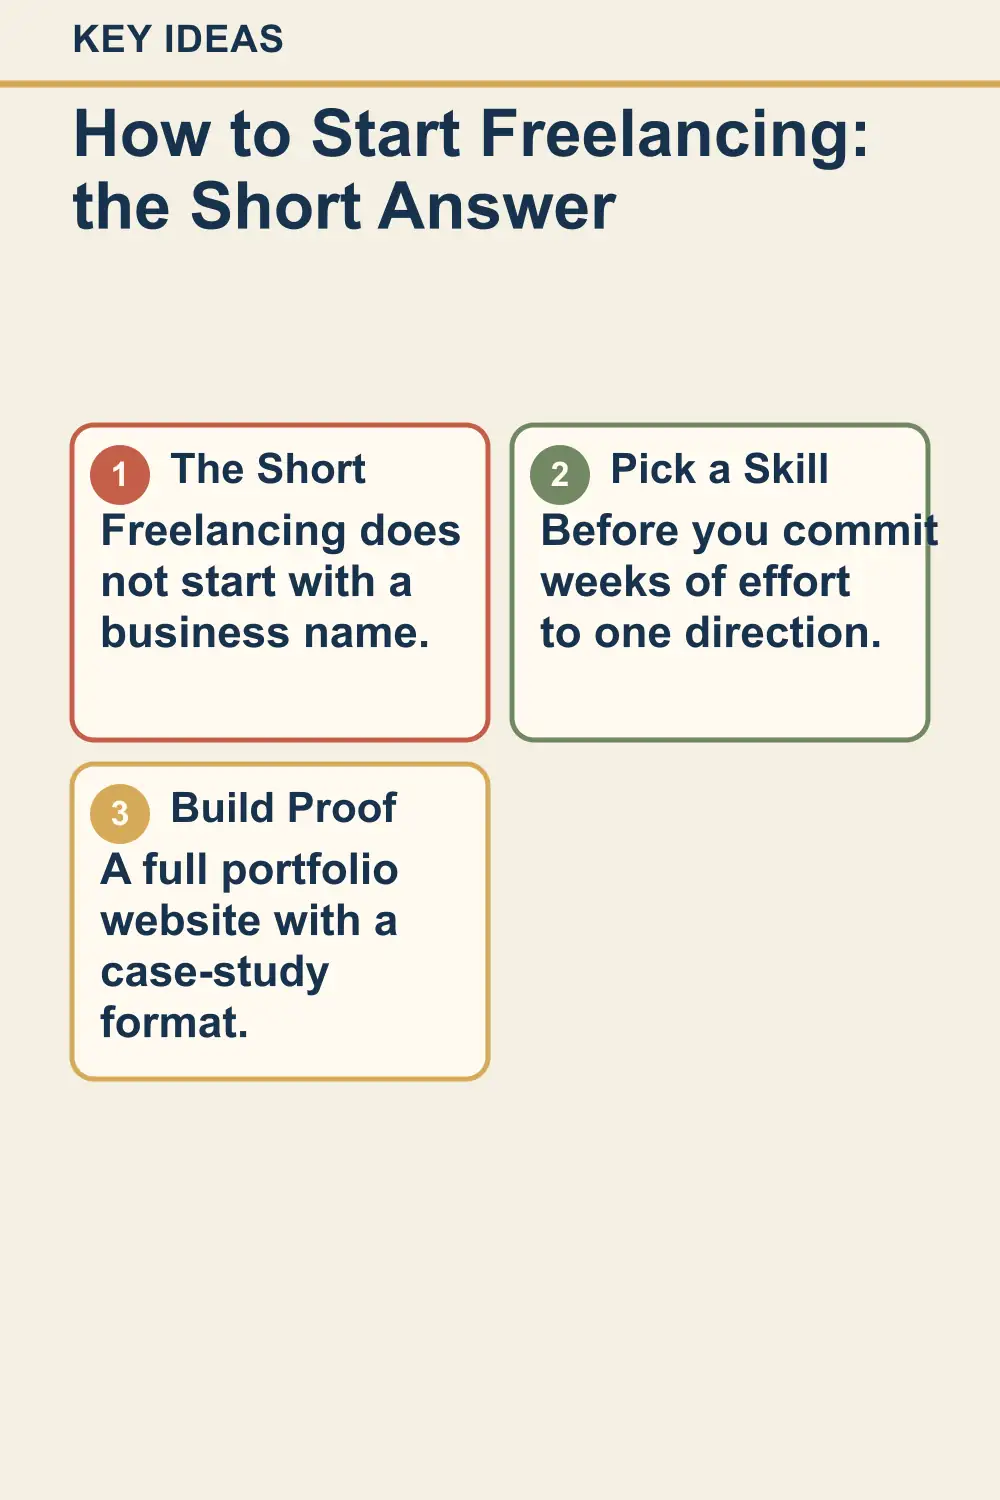 KEY IDEAS
How to Start Freelancing:
the Short Answer
1 The Short
Freelancing does
not start with a
business name.
2 Pick a Skill
Before you commit
weeks of effort
to one direction.
3 Build Proof
A full portfolio
website with a
case-study
format.